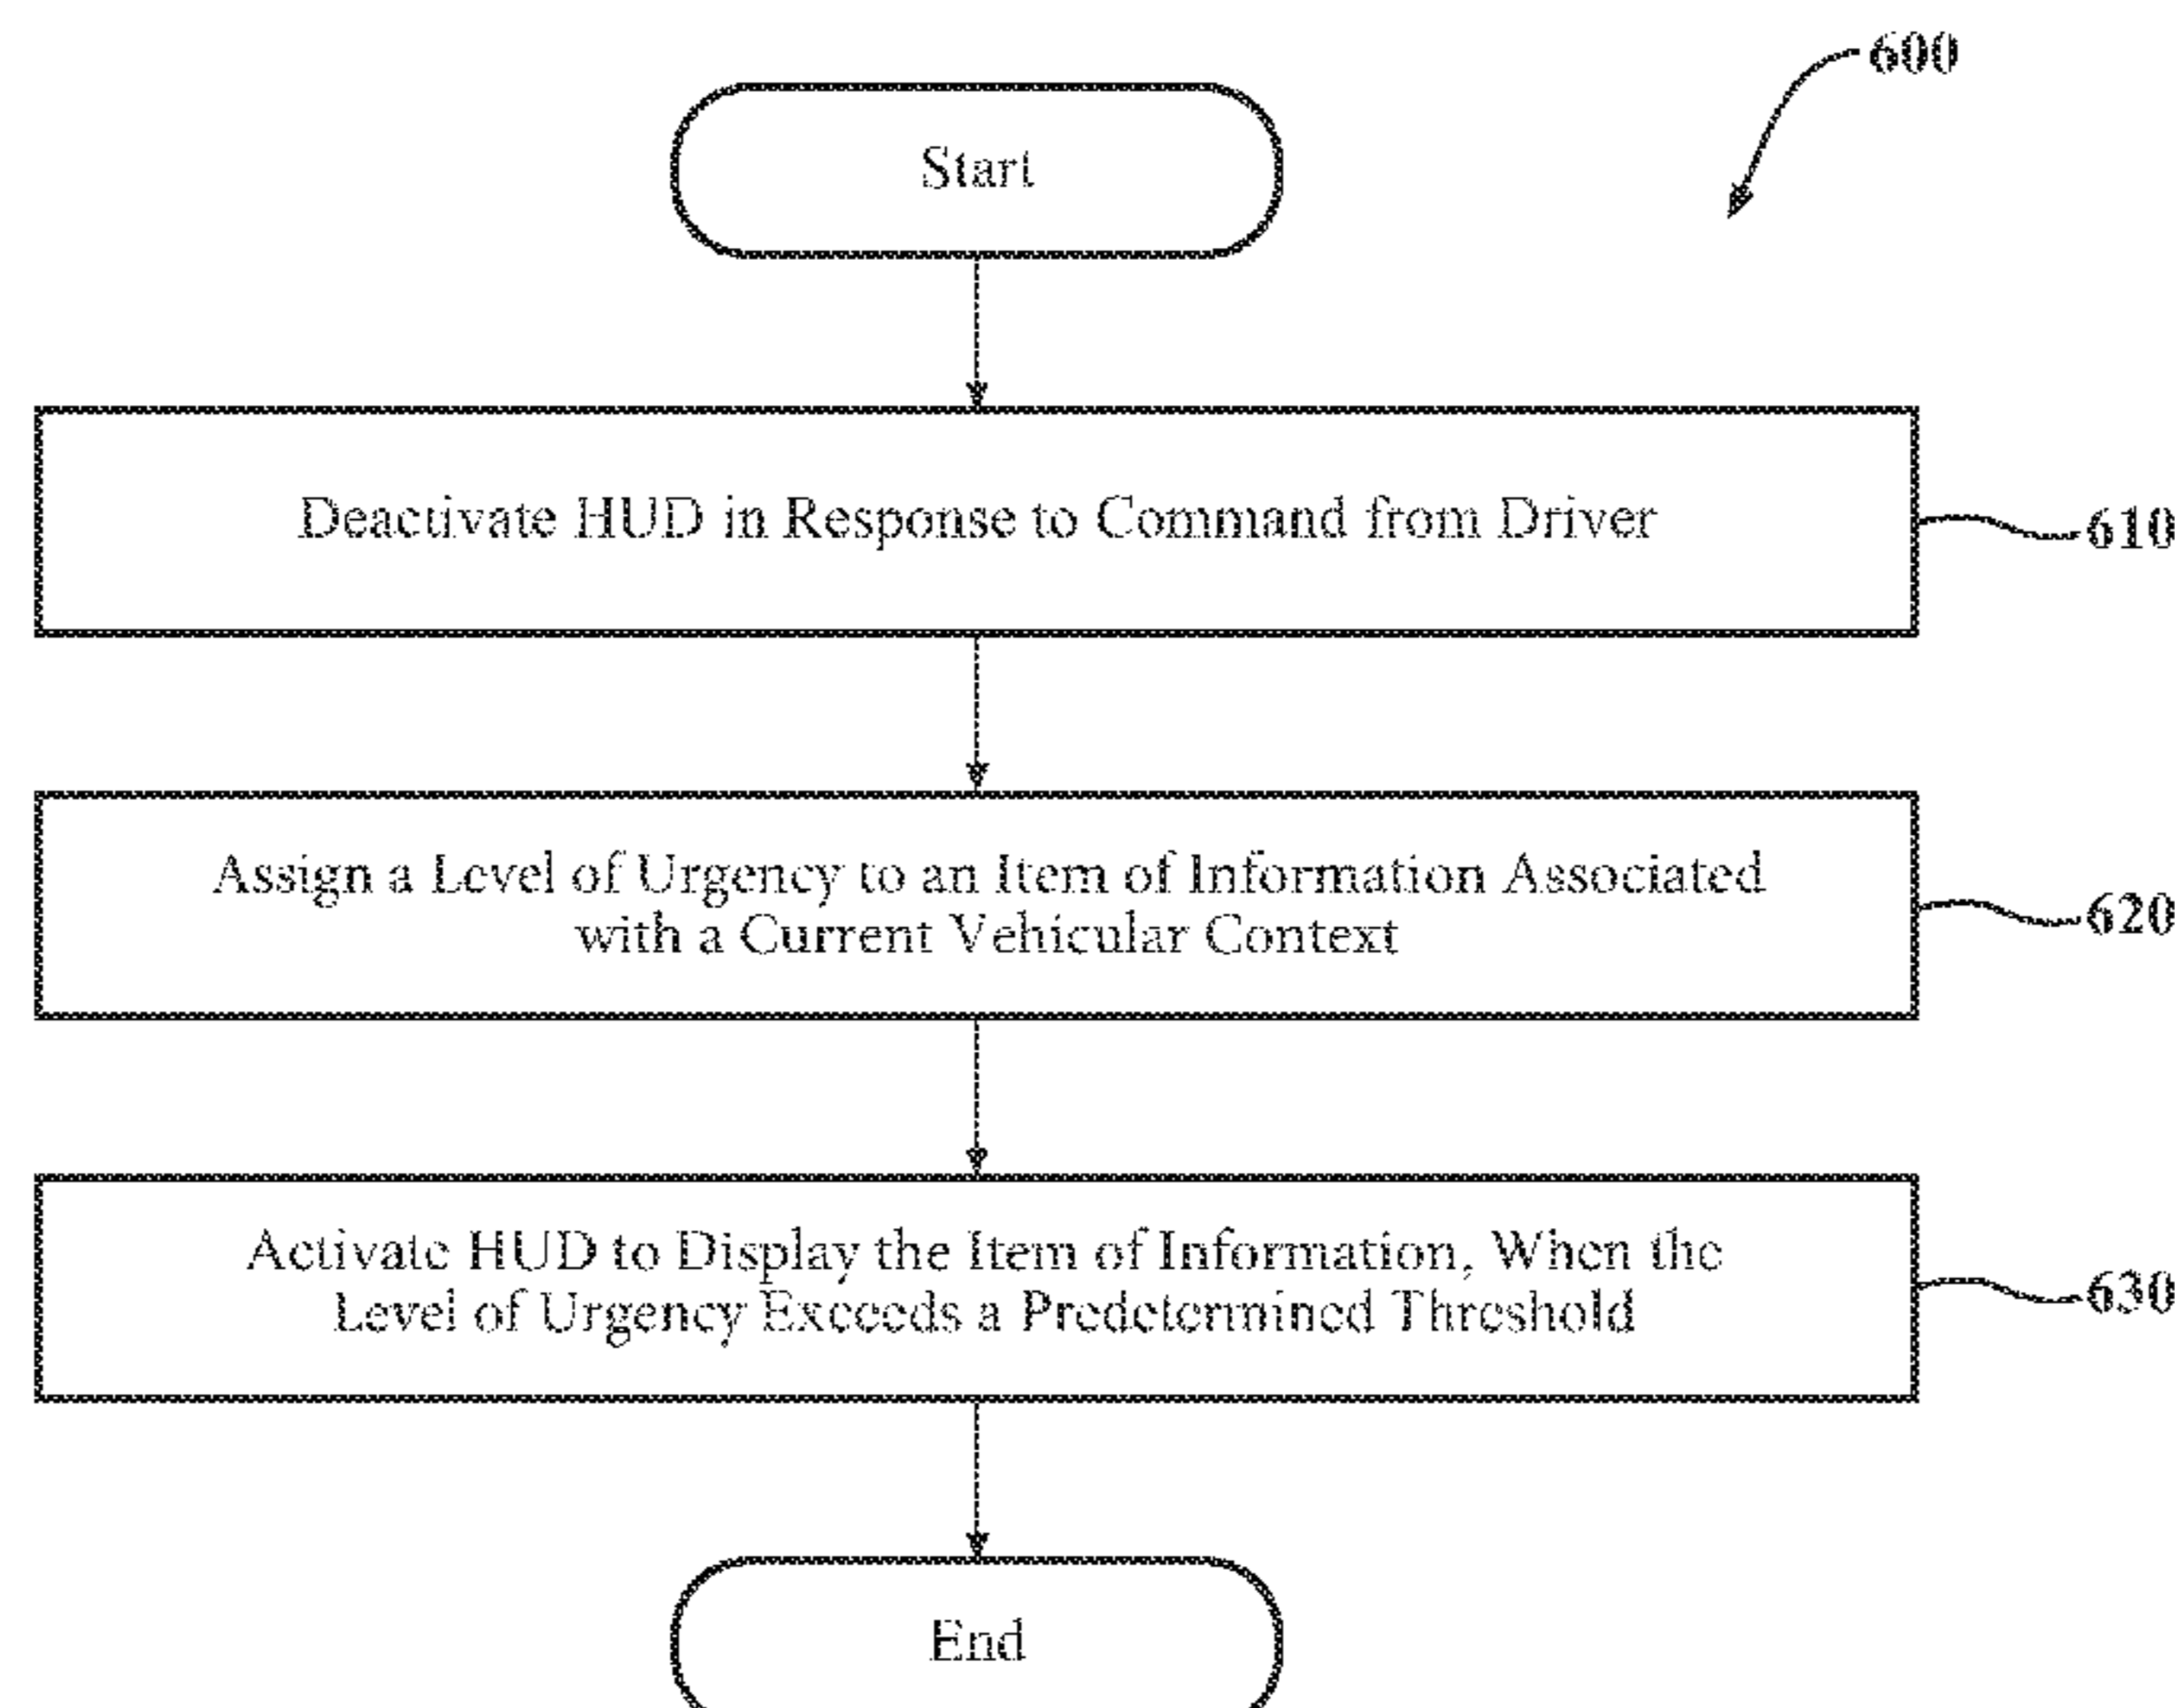 600
Start
Deactivate HUD in Response to Command from Driver
610
Assign a Level of Urgency to an Item of Information Associated
with a Current Vehicular Context
620
Activate HUD to Display the Item of Information, When the
Level of Urgency Exceeds a Predetermined Threshold
630
End